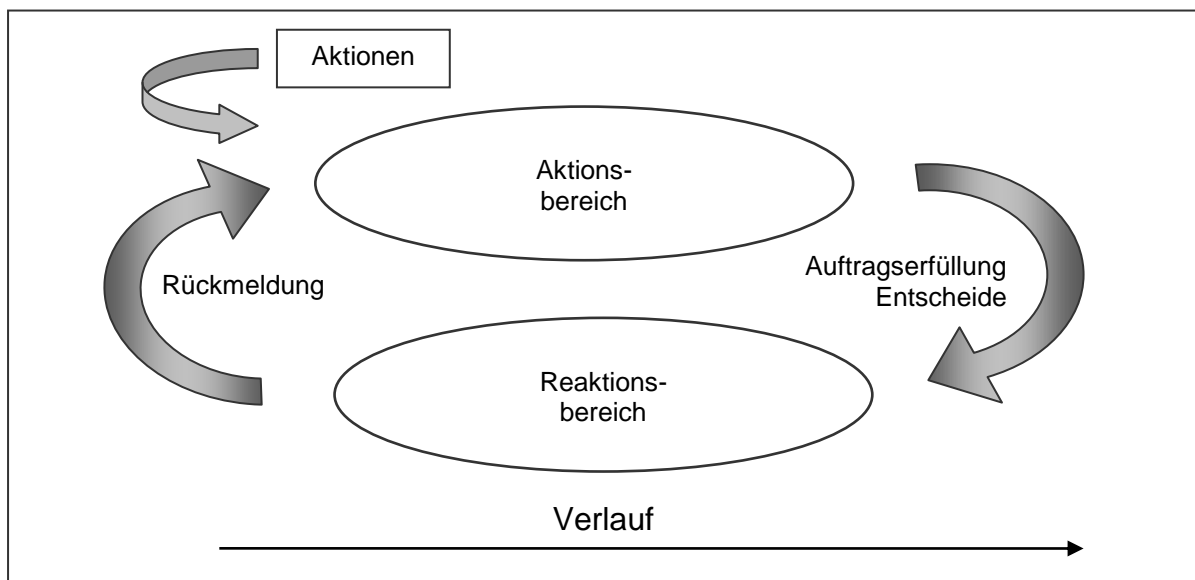 Aktionen
Aktions-
bereich
Rückmeldung
Auftragserfüllung
Entscheide
Reaktions-
bereich
Verlauf